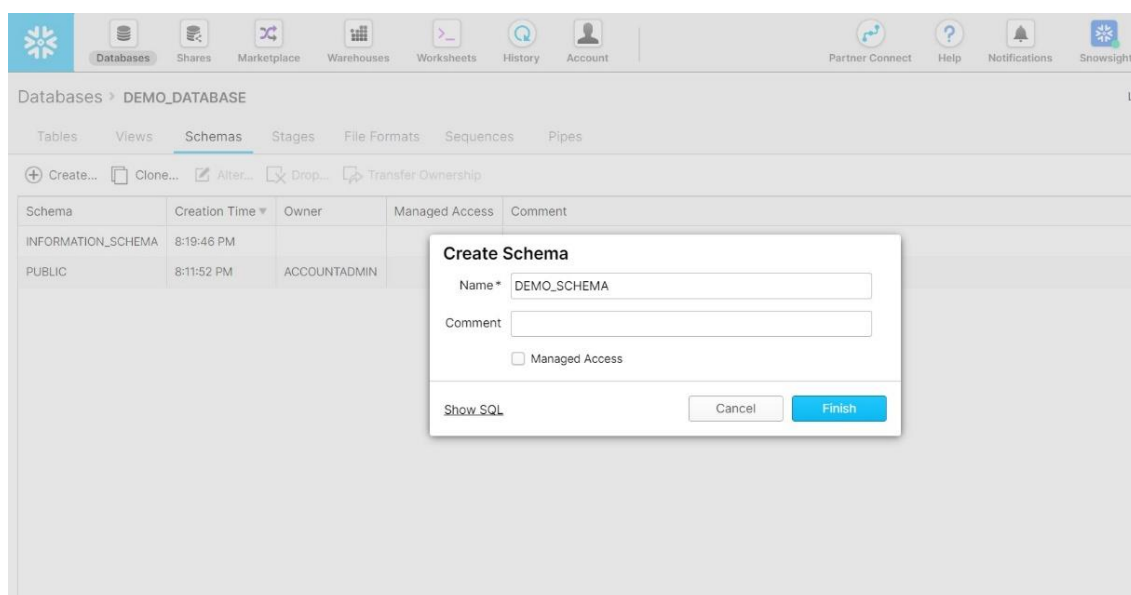 Databases Shares Marketplace Warehouses Worksheets History Account Partner Connect Help Notifications Snowsight
Databases > DEMO_DATABASE
Tables Views Schemas Stages File Formats Sequences Pipes
Create... Clone... Alter... Drop... Transfer Ownership
Schema Creation Time Owner Managed Access Comment
INFORMATION_SCHEMA 8:19:46 PM
PUBLIC 8:11:52 PM ACCOUNTADMIN
Create Schema
Name* DEMO_SCHEMA
Comment
Managed Access
Show SQL Cancel Finish